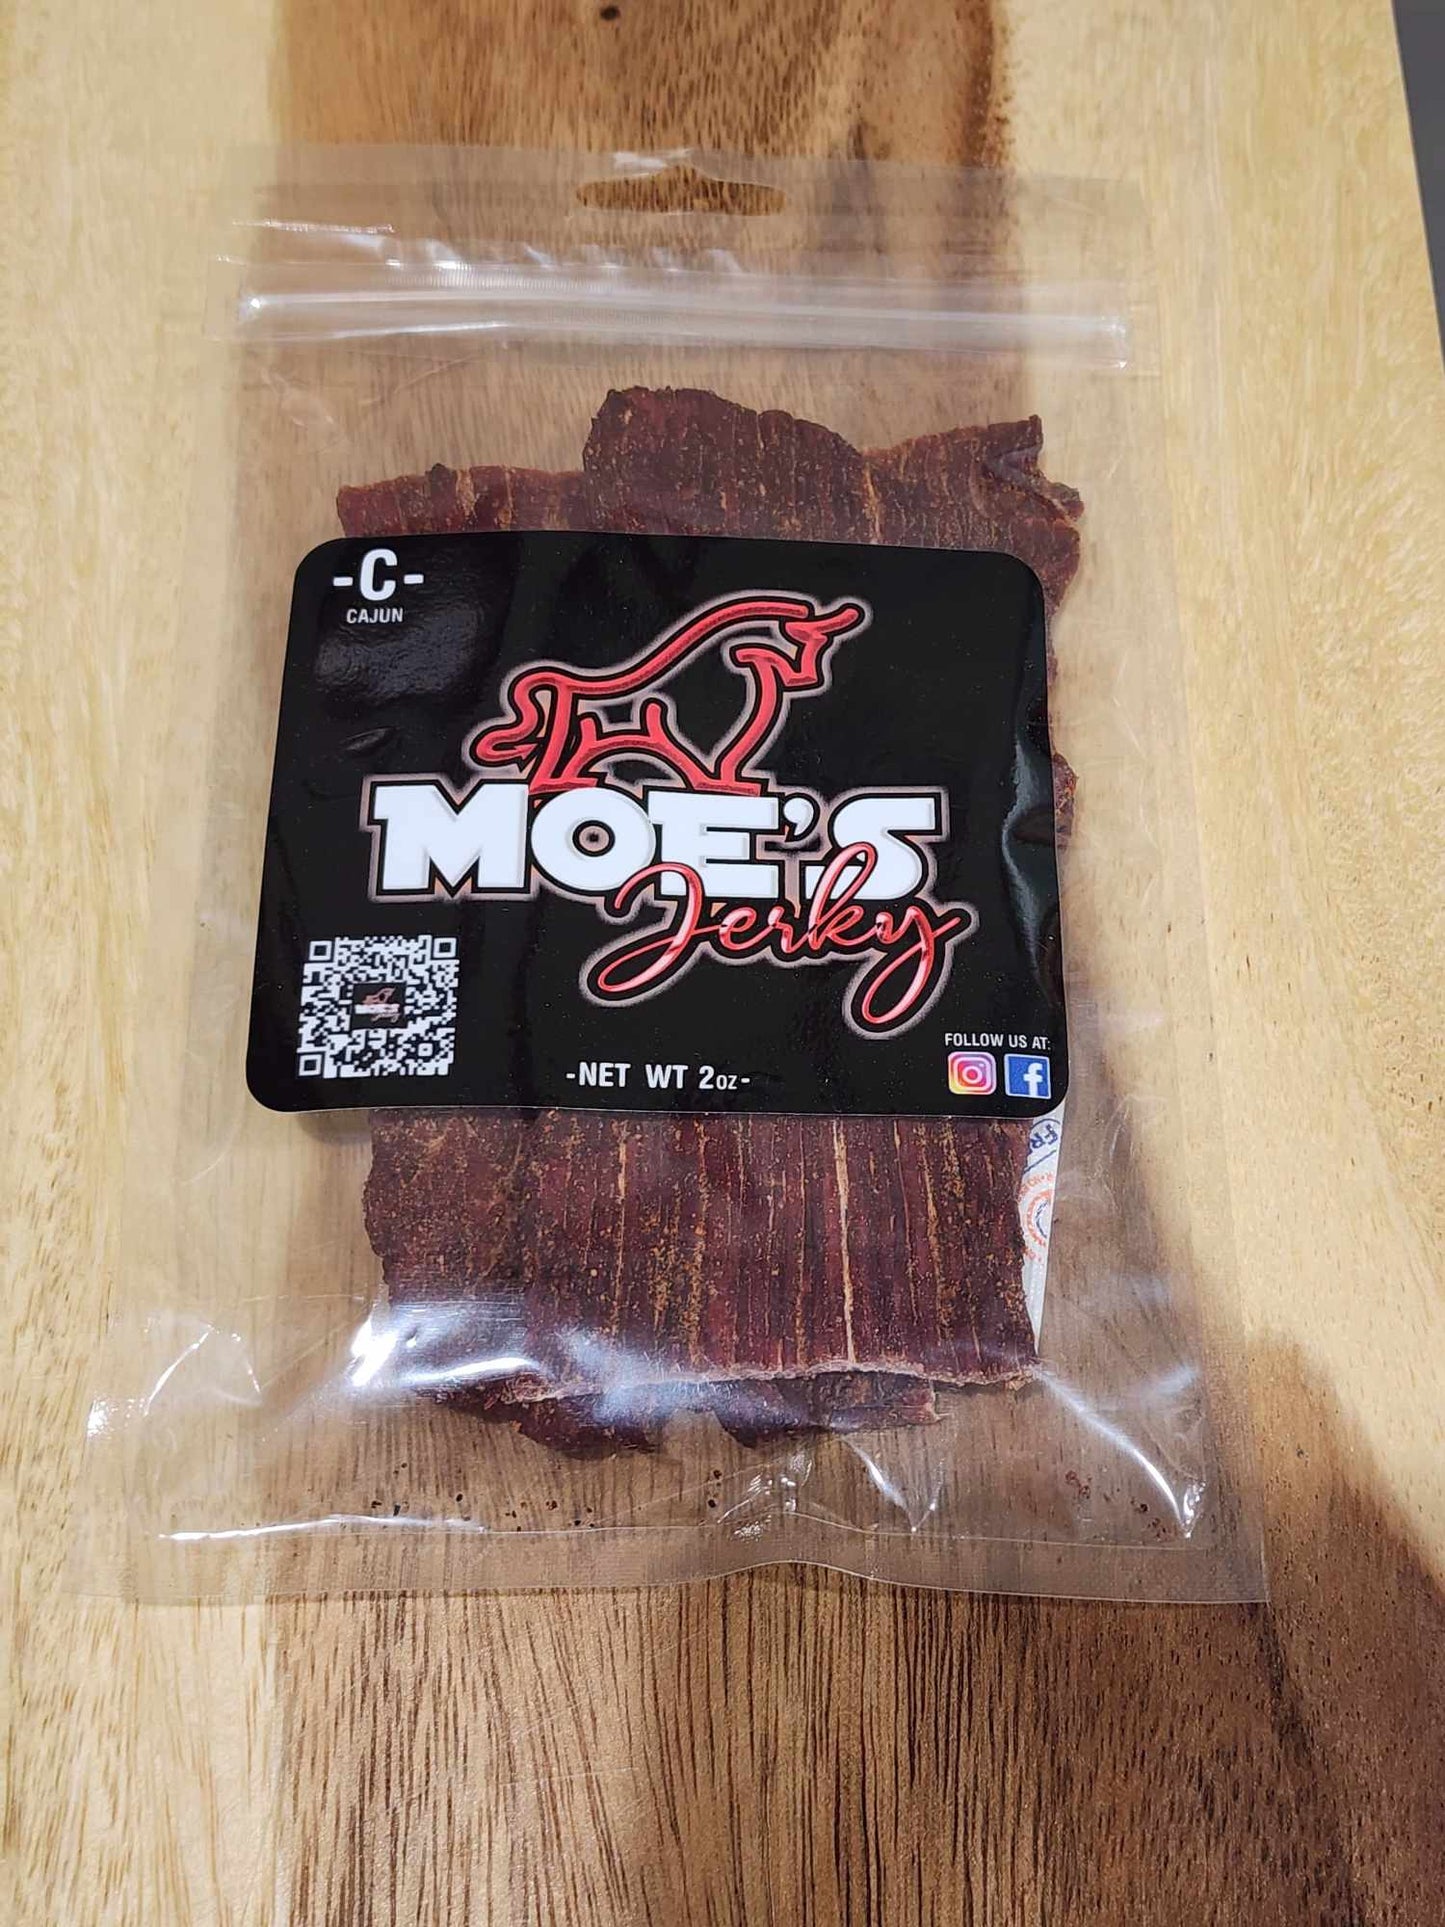 -C-
CAJUN
MOE'S
Jerky
FOLLOW US AT:
-NET WT 2oz-